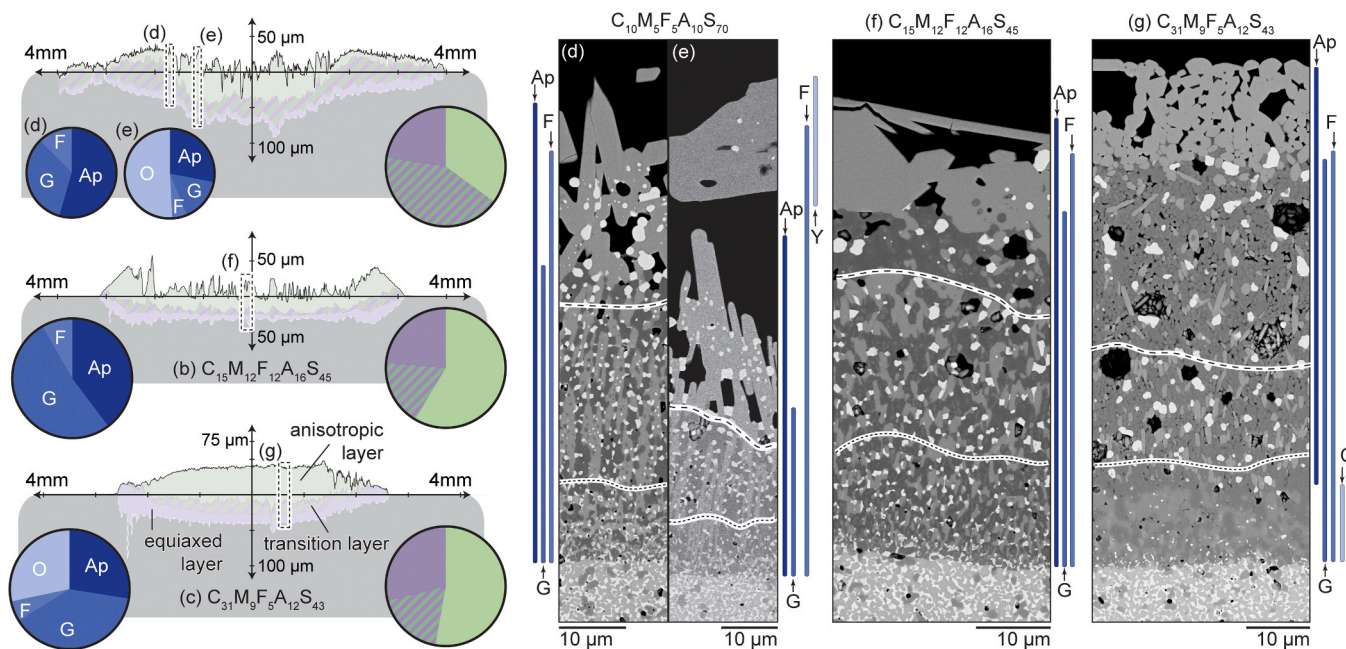 (d)
(e)
50 µm
4mm
4mm
100 µm
(d)
F
G
Ap
(e)
O
Ap
G
F
(f)
50 µm
4mm
4mm
50 µm
F
Ap
G
(b) C₁₅M₁₂F₁₂A₁₆S₄₅
75 µm
(g)
anisotropic
layer
4mm
4mm
equiaxed
layer
transition layer
100 µm
O
Ap
F
G
(c) C₃₁M₉F₅A₁₂S₄₃
C₁₀M₅F₅A₁₀S₇₀
(d)
(e)
Ap
F
G
Ap
F
Y
G
10 µm
10 µm
(f) C₁₅M₁₂F₁₂A₁₆S₄₅
Ap
F
G
10 µm
(g) C₃₁M₉F₅A₁₂S₄₃
Ap
F
G
10 µm